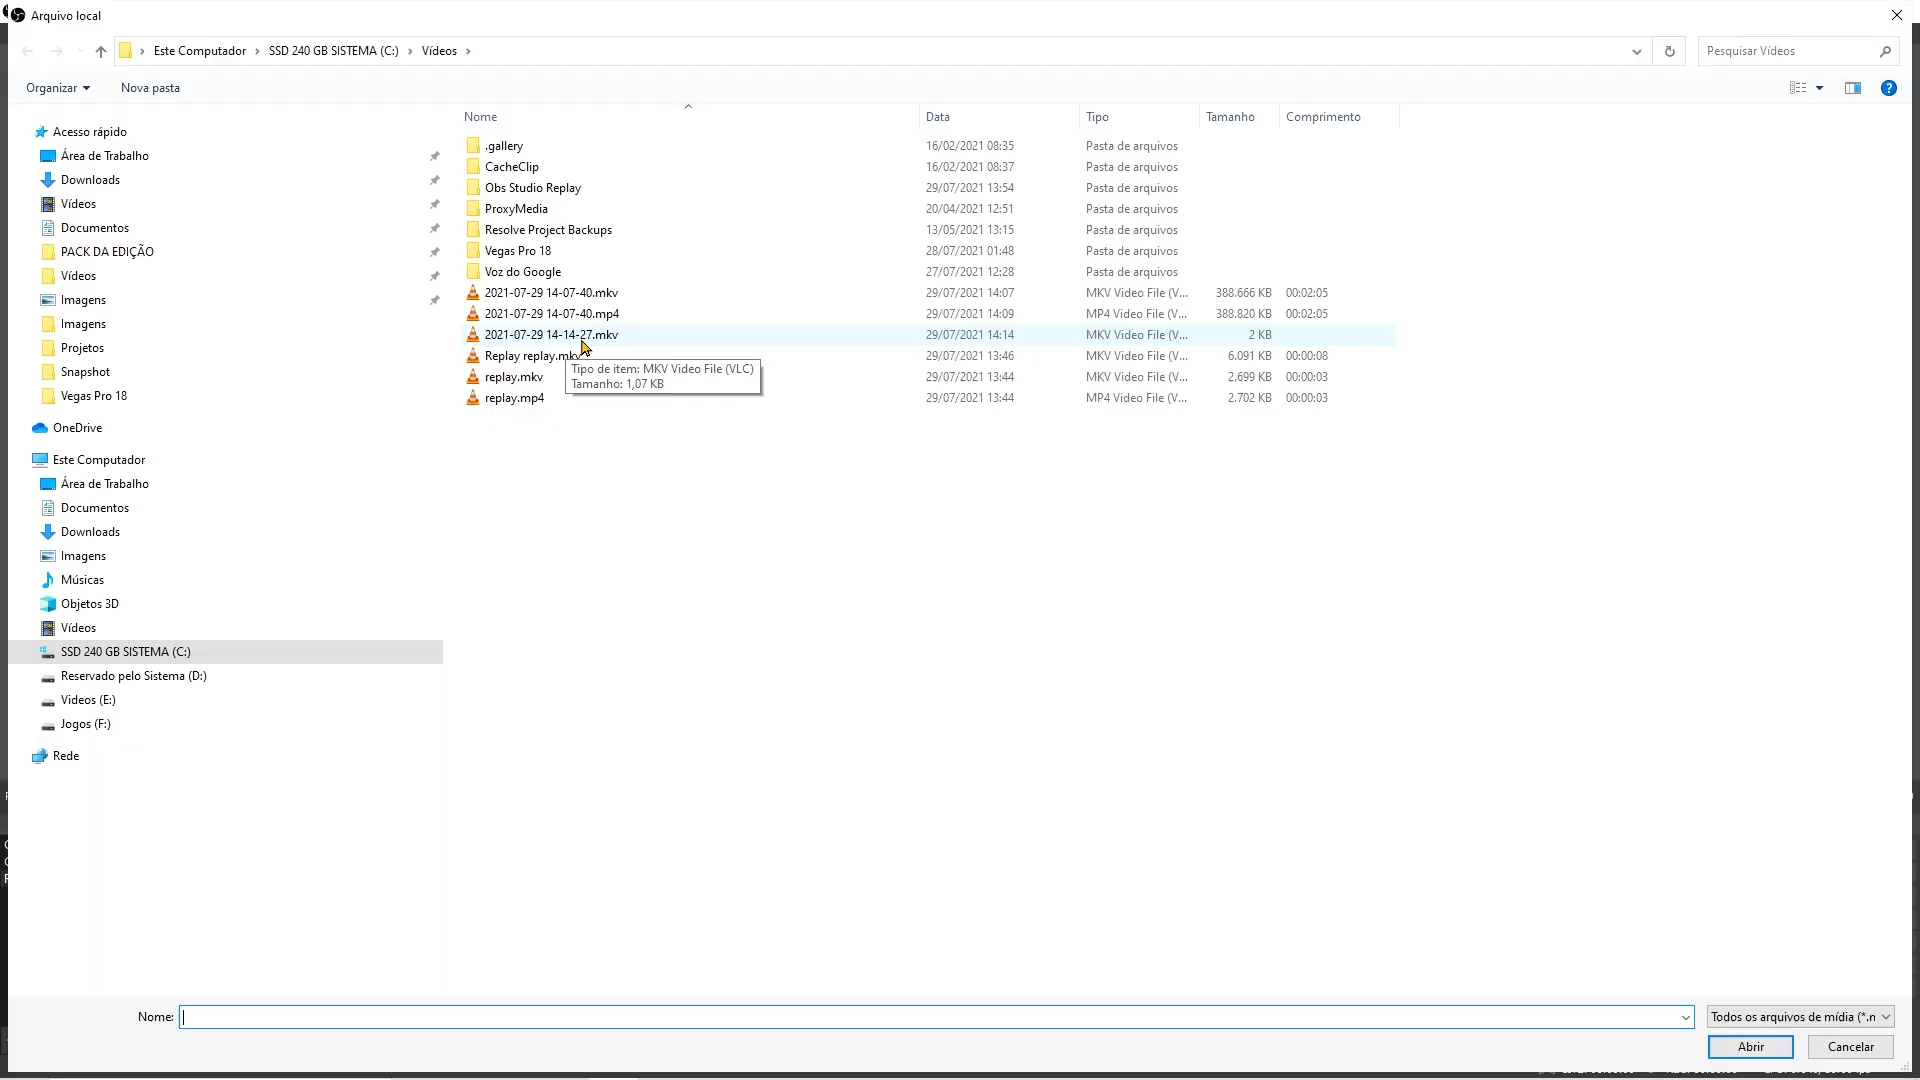 Arquivo local
Este Computador > SSD 240 GB SISTEMA (C:) > Vídeos >
Pesquisar Vídeos
Organizar
Nova pasta
Nome Data Tipo Tamanho Comprimento
Acesso rápido
Área de Trabalho
Downloads
Vídeos
Documentos
PACK DA EDIÇÃO
Vídeos
Imagens
Imagens
Projetos
Snapshot
Vegas Pro 18
OneDrive
Este Computador
Área de Trabalho
Documentos
Downloads
Imagens
Músicas
Objetos 3D
Vídeos
SSD 240 GB SISTEMA (C:)
Reservado pelo Sistema (D:)
Videos (E:)
Jogos (F:)
Rede
.gallery 16/02/2021 08:35 Pasta de arquivos
CacheClip 16/02/2021 08:37 Pasta de arquivos
Obs Studio Replay 29/07/2021 13:54 Pasta de arquivos
ProxyMedia 20/04/2021 12:51 Pasta de arquivos
Resolve Project Backups 13/05/2021 13:15 Pasta de arquivos
Vegas Pro 18 28/07/2021 01:48 Pasta de arquivos
Voz do Google 27/07/2021 12:28 Pasta de arquivos
2021-07-29 14-07-40.mkv 29/07/2021 14:07 MKV Video File (V... 388.666 KB 00:02:05
2021-07-29 14-07-40.mp4 29/07/2021 14:09 MP4 Video File (V... 388.820 KB 00:02:05
2021-07-29 14-14-27.mkv 29/07/2021 14:14 MKV Video File (V... 2 KB
Replay replay.mkv 29/07/2021 13:46 MKV Video File (V... 6.091 KB 00:00:08
replay.mkv 29/07/2021 13:44 MKV Video File (V... 2.699 KB 00:00:03
replay.mp4 29/07/2021 13:44 MP4 Video File (V... 2.702 KB 00:00:03
Tipo de item: MKV Video File (VLC)
Tamanho: 1,07 KB
Nome:
Todos os arquivos de mídia (*.n
Abrir
Cancelar